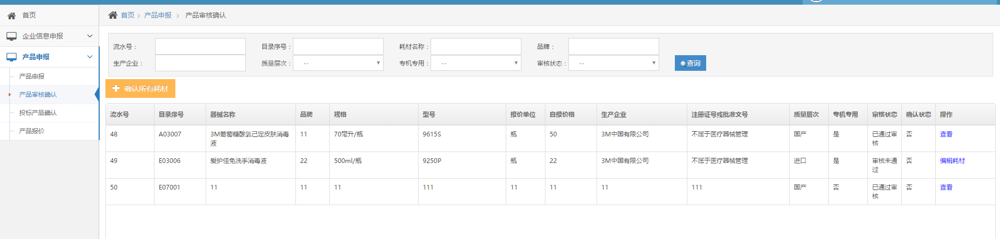 首页
企业信息申报
产品申报
产品申报
产品审核确认
投标产品确认
产品报价
首页 > 产品申报 > 产品审核确认
流水号： 目录序号： 耗材名称： 品牌：
生产企业： 质量层次： -- 专机专用： -- 审核状态： -- 查询
确认所有耗材
流水号 目录序号 器械名称 品牌 规格 型号 报价单位 自报价格 生产企业 注册证号或批准文号 质量层次 专机专用 审核状态 确认状态 操作
48 A03007 3M葡萄糖酸氯己定皮肤消毒液 11 70毫升/瓶 9615S 瓶 50 3M中国有限公司 不属于医疗器械管理 国产 是 已通过审核 否 查看
49 E03006 爱护佳免洗手消毒液 22 500ml/瓶 9250P 瓶 22 3M中国有限公司 不属于医疗器械管理 进口 是 审核未通过 否 编辑耗材
50 E07001 11 11 11 111 11 11 11 111 国产 否 已通过审核 否 查看